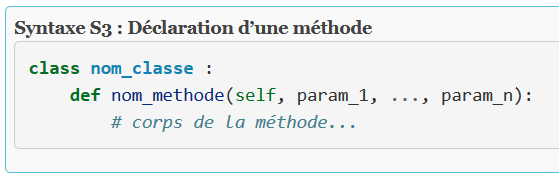 Syntaxe S3 : Déclaration d’une méthode
class nom_classe :
    def nom_methode(self, param_1, ..., param_n):
        # corps de la méthode...